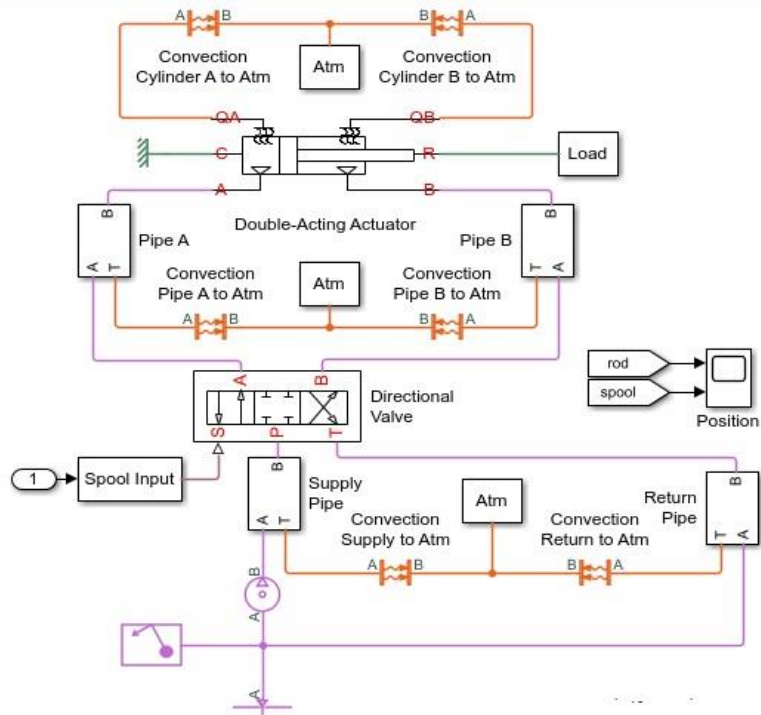 A B
B A
Convection
Cylinder A to Atm
Atm
Convection
Cylinder B to Atm
QA
QB
C
R
Load
A
B
B
Pipe A
A T
Double-Acting Actuator
B
Pipe B
T A
Convection
Pipe A to Atm
Atm
Convection
Pipe B to Atm
A B
B A
A B
S P T
Directional
Valve
rod
spool
Position
1
Spool Input
B
A T
Supply
Pipe
Convection
Supply to Atm
Atm
Convection
Return to Atm
Return
Pipe
B
T A
A B
B A
B
A
A